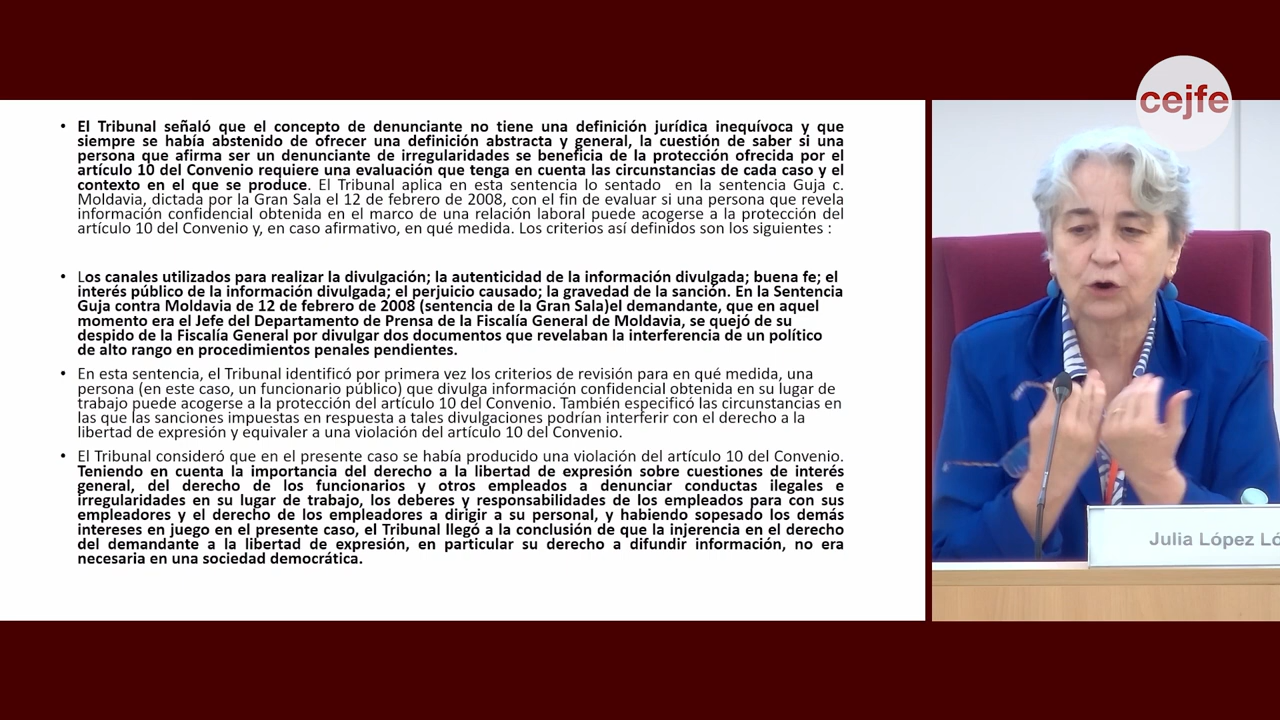 cejfe
• El Tribunal señaló que el concepto de denunciante no tiene una definición jurídica inequívoca y que
siempre se había abstenido de ofrecer una definición abstracta y general, la cuestión de saber si una
persona que afirma ser un denunciante de irregularidades se beneficia de la protección ofrecida por el
artículo 10 del Convenio requiere una evaluación que tenga en cuenta las circunstancias de cada caso y el
contexto en el que se produce. El Tribunal aplica en esta sentencia lo sentado en la sentencia Guja c.
Moldavia, dictada por la Gran Sala el 12 de febrero de 2008, con el fin de evaluar si una persona que revela
información confidencial obtenida en el marco de una relación laboral puede acogerse a la protección del
artículo 10 del Convenio y, en caso afirmativo, en qué medida. Los criterios así definidos son los siguientes :
• Los canales utilizados para realizar la divulgación; la autenticidad de la información divulgada; buena fe; el
interés público de la información divulgada; el perjuicio causado; la gravedad de la sanción. En la Sentencia
Guja contra Moldavia de 12 de febrero de 2008 (sentencia de la Gran Sala)el demandante, que en aquel
momento era el Jefe del Departamento de Prensa de la Fiscalía General de Moldavia, se quejó de su
despido de la Fiscalía General por divulgar dos documentos que revelaban la interferencia de un político
de alto rango en procedimientos penales pendientes.
• En esta sentencia, el Tribunal identificó por primera vez los criterios de revisión para en qué medida, una
persona (en este caso, un funcionario público) que divulga información confidencial obtenida en su lugar de
trabajo puede acogerse a la protección del artículo 10 del Convenio. También especificó las circunstancias en
las que las sanciones impuestas en respuesta a tales divulgaciones podrían interferir con el derecho a la
libertad de expresión y equivaler a una violación del artículo 10 del Convenio.
• El Tribunal consideró que en el presente caso se había producido una violación del artículo 10 del Convenio.
Teniendo en cuenta la importancia del derecho a la libertad de expresión sobre cuestiones de interés
general, del derecho de los funcionarios y otros empleados a denunciar conductas ilegales e
irregularidades en su lugar de trabajo, los deberes y responsabilidades de los empleados para con sus
empleadores y el derecho de los empleadores a dirigir a su personal, y habiendo sopesado los demás
intereses en juego en el presente caso, el Tribunal llegó a la conclusión de que la injerencia en el derecho
del demandante a la libertad de expresión, en particular su derecho a difundir información, no era
necesaria en una sociedad democrática.
Julia López Ló